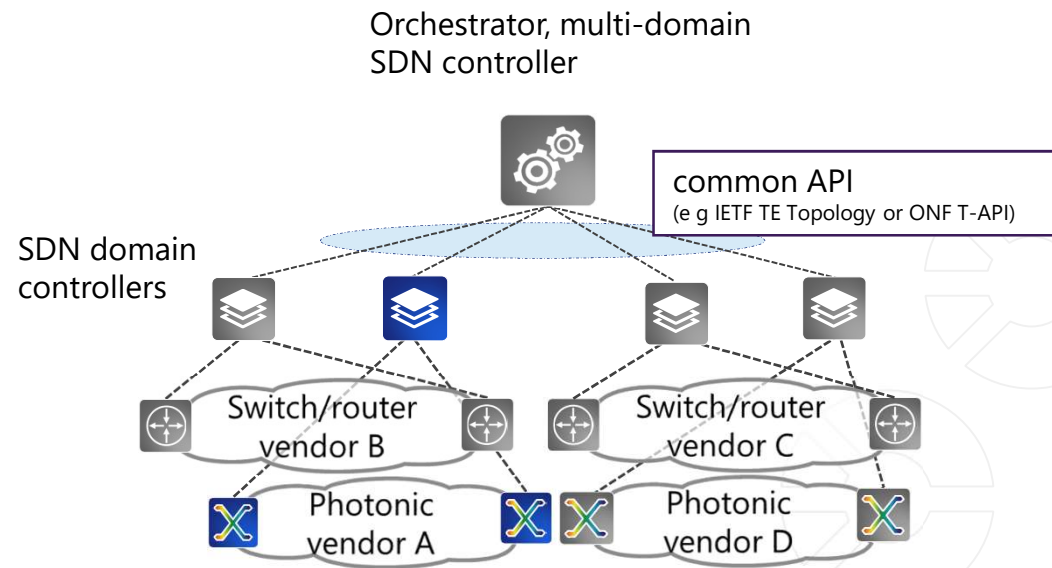 Orchestrator, multi-domain
SDN controller
common API
(e g IETF TE Topology or ONF T-API)
SDN domain
controllers
Switch/router
vendor B
Switch/router
vendor C
Photonic
vendor A
Photonic
vendor D